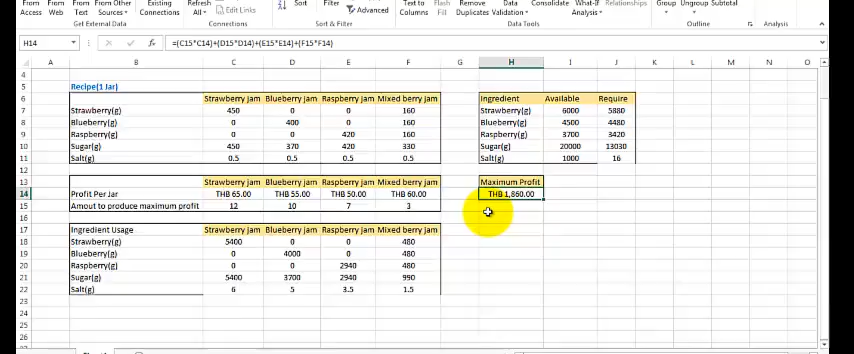 From From From Other Existing Refresh Edit Links Sort Filter Advanced Text to Flash Remove Data Consolidate What-If Relationships Group Ungroup Subtotal
Access Web Sources Connections All Columns Fill Duplicates Validation Analysis
Get External Data Connections Sort & Filter Data Tools Outline Analysis
H14 fx =(C15*C14)+(D15*D14)+(E15*E14)+(F15*F14)
A B C D E F G H I J K L M N O
4
5 Recipe(1 Jar)
6 Strawberry jam Blueberry jam Raspberry jam Mixed berry jam Ingredient Available Require
7 Strawberry(g) 450 0 0 160 Strawberry(g) 6000 5880
8 Blueberry(g) 0 400 0 160 Blueberry(g) 4500 4480
9 Raspberry(g) 0 0 420 160 Raspberry(g) 3700 3420
10 Sugar(g) 450 370 420 330 Sugar(g) 20000 13030
11 Salt(g) 0.5 0.5 0.5 0.5 Salt(g) 1000 16
12
13 Strawberry jam Blueberry jam Raspberry jam Mixed berry jam Maximum Profit
14 Profit Per Jar THB 65.00 THB 55.00 THB 50.00 THB 60.00 THB 1,860.00
15 Amout to produce maximum profit 12 10 7 3
16
17 Ingredient Usage Strawberry jam Blueberry jam Raspberry jam Mixed berry jam
18 Strawberry(g) 5400 0 0 480
19 Blueberry(g) 0 4000 0 480
20 Raspberry(g) 0 0 2940 480
21 Sugar(g) 5400 3700 2940 990
22 Salt(g) 6 5 3.5 1.5
23
24
25
26
27